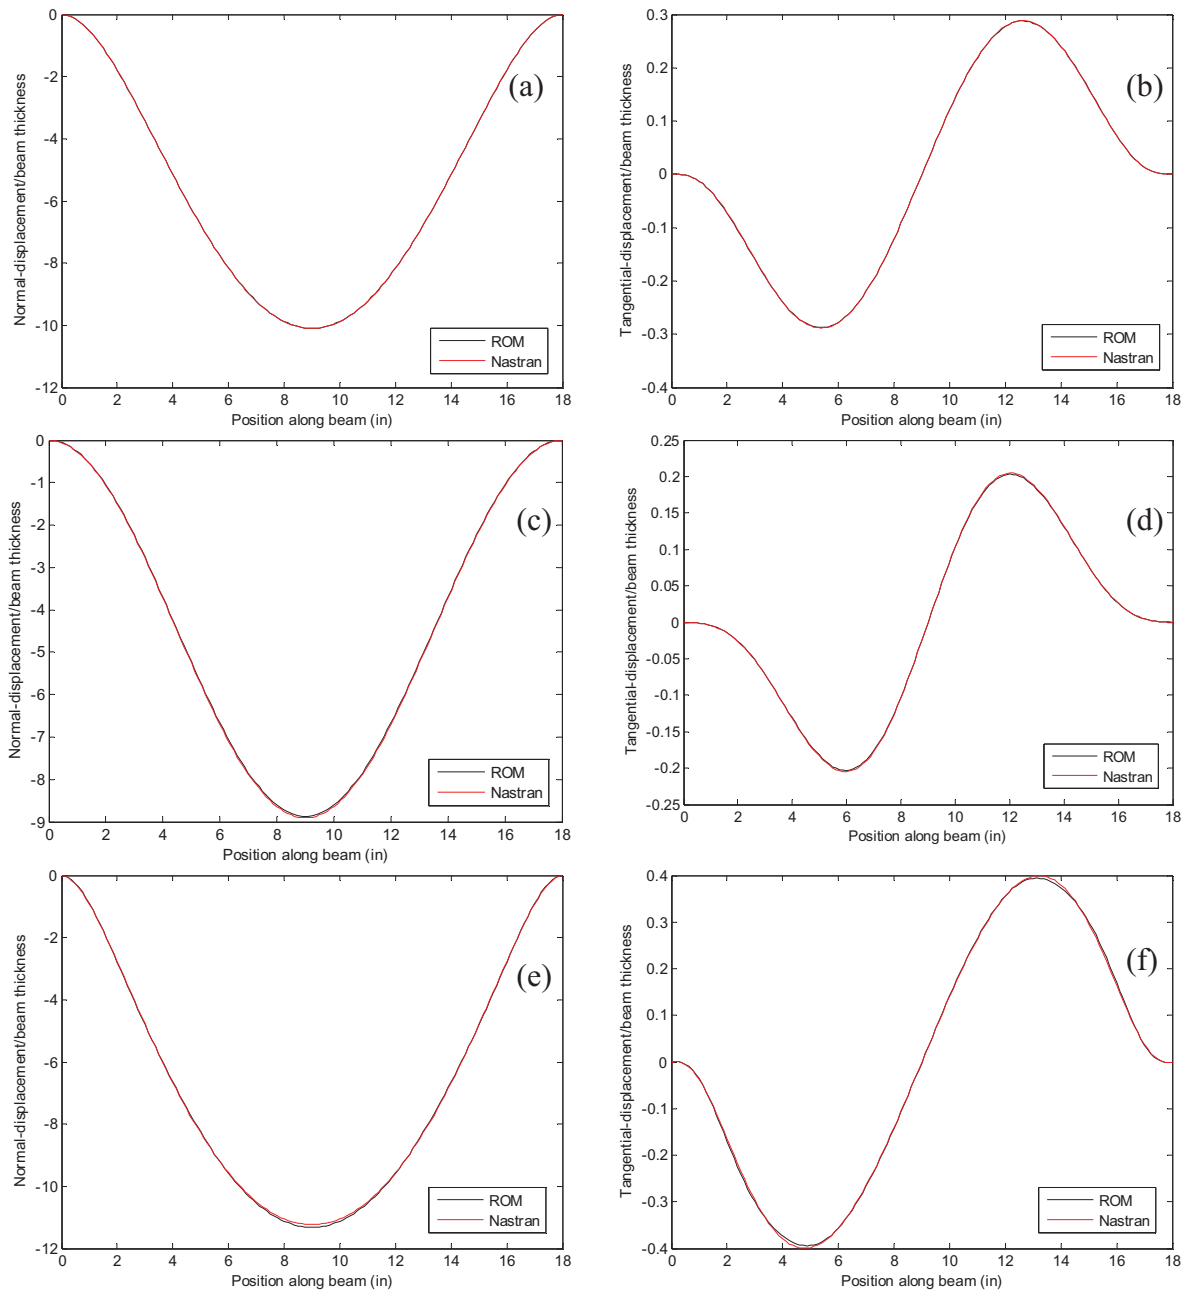 0
-2
-4
-6
-8
-10
-12
0 2 4 6 8 10 12 14 16 18
Normal-displacement/beam thickness
Position along beam (in)
(a)
ROM
Nastran
0.3
0.2
0.1
0
-0.1
-0.2
-0.3
-0.4
0 2 4 6 8 10 12 14 16 18
Tangential-displacement/beam thickness
Position along beam (in)
(b)
ROM
Nastran
0
-1
-2
-3
-4
-5
-6
-7
-8
-9
0 2 4 6 8 10 12 14 16 18
Normal-displacement/beam thickness
Position along beam (in)
(c)
ROM
Nastran
0.25
0.2
0.15
0.1
0.05
0
-0.05
-0.1
-0.15
-0.2
-0.25
0 2 4 6 8 10 12 14 16 18
Tangential-displacement/beam thickness
Position along beam (in)
(d)
ROM
Nastran
0
-2
-4
-6
-8
-10
-12
0 2 4 6 8 10 12 14 16 18
Normal-displacement/beam thickness
Position along beam (in)
(e)
ROM
Nastran
0.4
0.3
0.2
0.1
0
-0.1
-0.2
-0.3
-0.4
0 2 4 6 8 10 12 14 16 18
Tangential-displacement/beam thickness
Position along beam (in)
(f)
ROM
Nastran